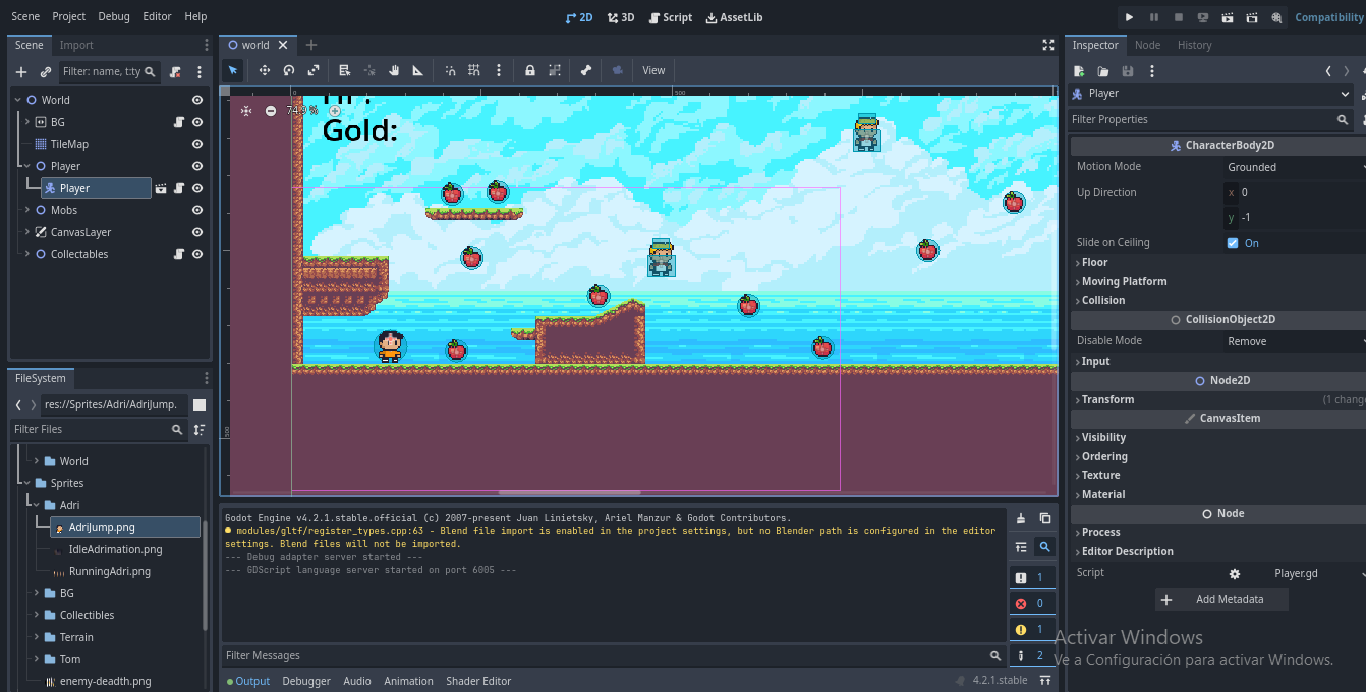 Scene Project Debug Editor Help
2D 3D Script AssetLib
Compatibility
Scene Import
world
Inspector Node History
Filter: name, t:ty
View
World
BG
TileMap
Player
Player
Mobs
CanvasLayer
Collectables
0
500
74.9 %
Gold:
500
Player
Filter Properties
CharacterBody2D
Motion Mode Grounded
Up Direction x 0
y -1
Slide on Ceiling On
Floor
Moving Platform
Collision
CollisionObject2D
Disable Mode Remove
Input
Node2D
Transform (1 chang
CanvasItem
Visibility
Ordering
Texture
Material
Node
Process
Editor Description
Script Player.gd
Add Metadata
FileSystem
res://Sprites/Adri/AdriJump.
Filter Files
World
Sprites
Adri
AdriJump.png
IdleAdrimation.png
RunningAdri.png
BG
Collectibles
Terrain
Tom
enemy-deadth.png
Godot Engine v4.2.1.stable.official (c) 2007-present Juan Linietsky, Ariel Manzur & Godot Contributors.
modules/gltf/register_types.cpp:63 - Blend file import is enabled in the project settings, but no Blender path is configured in the editor
settings. Blend files will not be imported.
--- Debug adapter server started ---
--- GDScript language server started on port 6005 ---
1
0
1
2
Filter Messages
Output Debugger Audio Animation Shader Editor
4.2.1.stable
Activar Windows
Ve a Configuración para activar Windows.